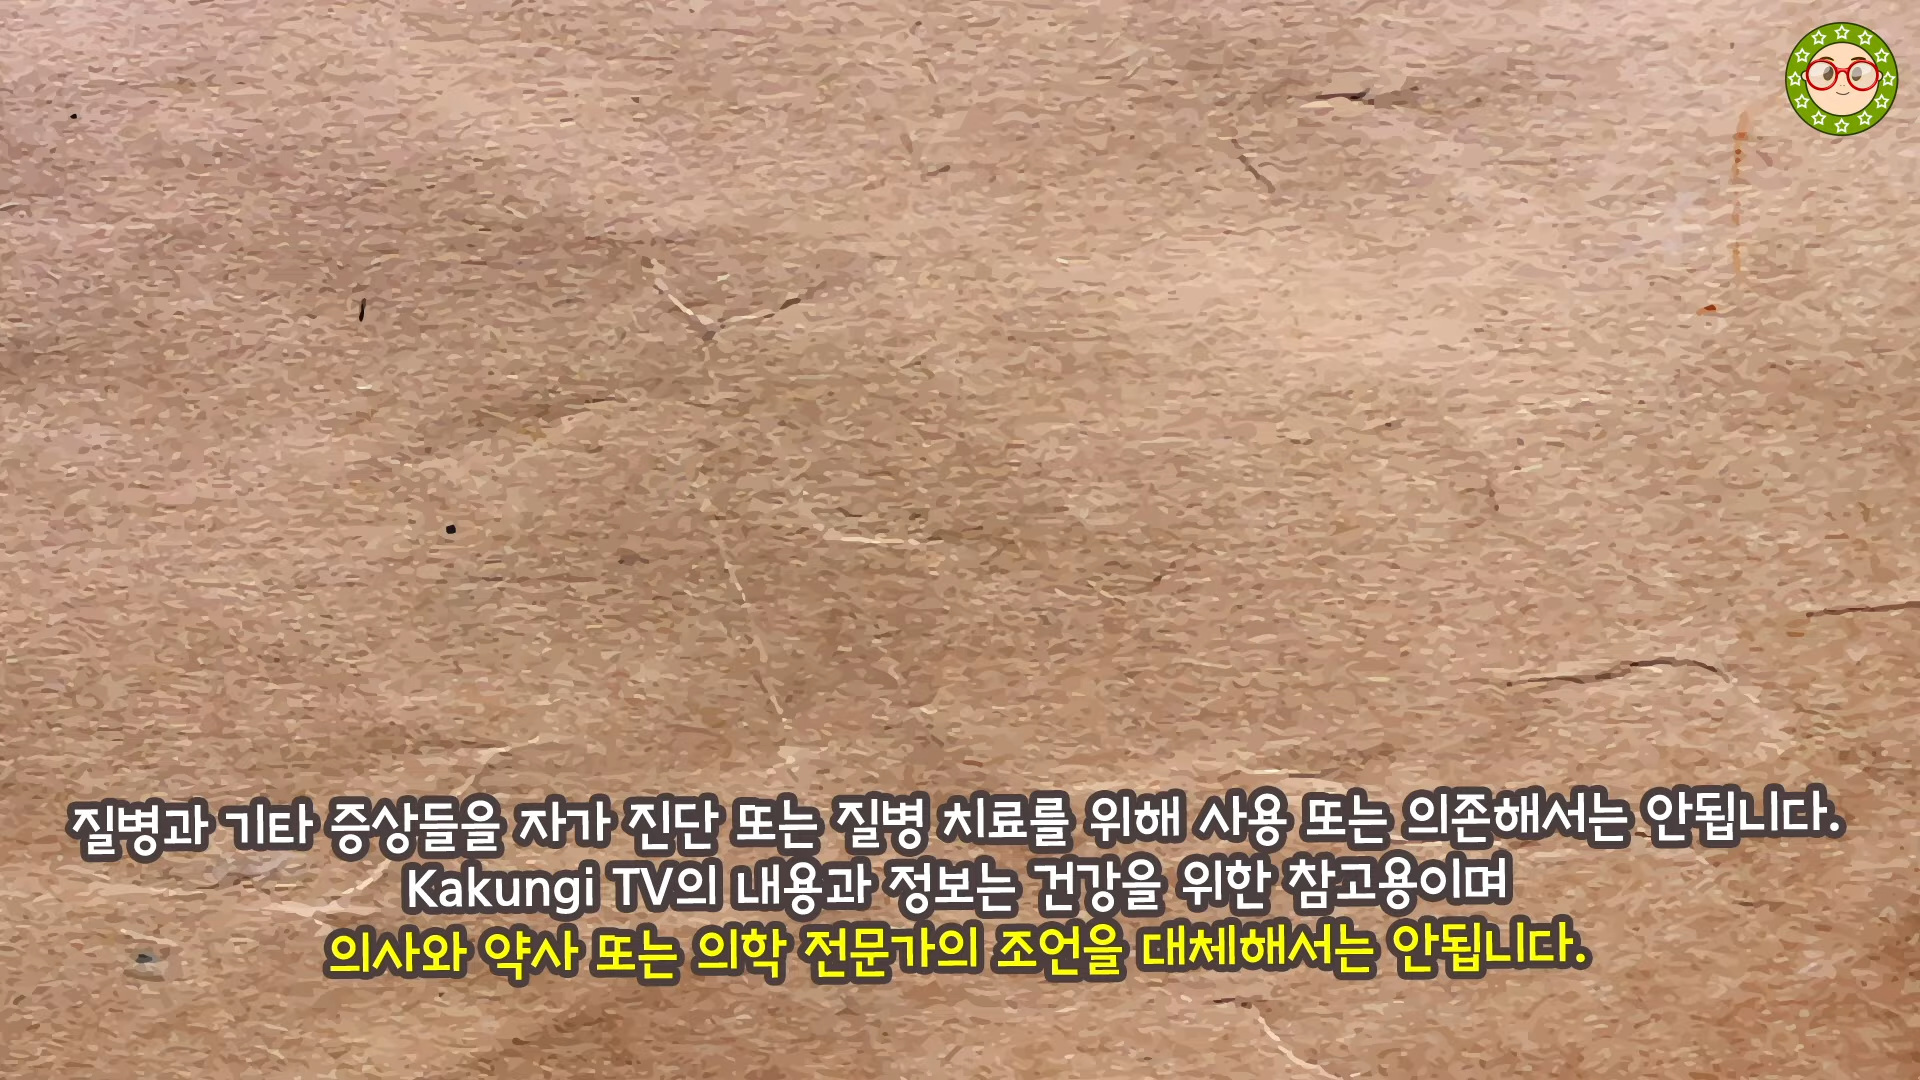 질병과 기타 증상들을 자가 진단 또는 질병 치료를 위해 사용 또는 의존해서는 안됩니다.
Kakungi TV의 내용과 정보는 건강을 위한 참고용이며
의사와 약사 또는 의학 전문가의 조언을 대체해서는 안됩니다.